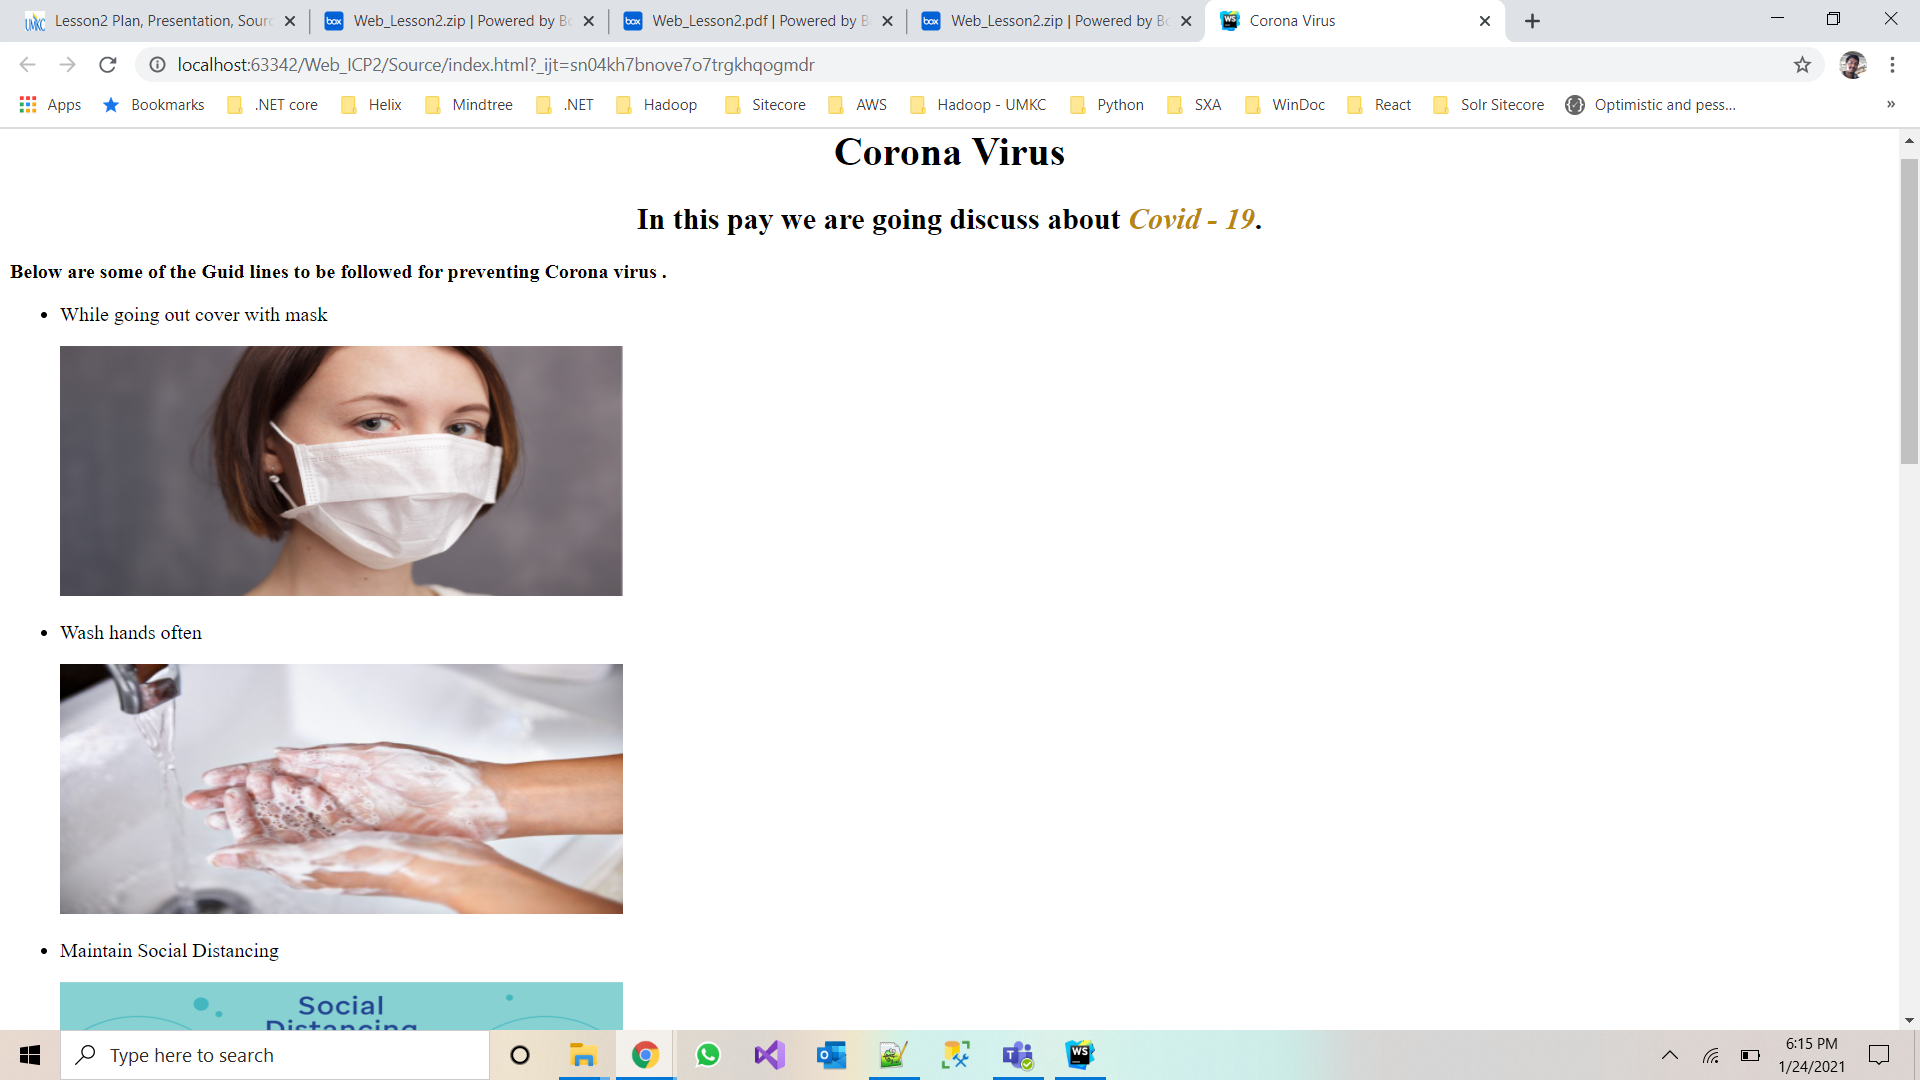 Lesson2 Plan, Presentation, Sourc
Web_Lesson2.zip | Powered by Bo
Web_Lesson2.pdf | Powered by B
Web_Lesson2.zip | Powered by Bo
Corona Virus
localhost:63342/Web_ICP2/Source/index.html?_ijt=sn04kh7bnove7o7trgkhqogmdr
Apps Bookmarks .NET core Helix Mindtree .NET Hadoop Sitecore AWS Hadoop - UMKC Python SXA WinDoc React Solr Sitecore Optimistic and pess... »
Corona Virus
In this pay we are going discuss about Covid - 19.
Below are some of the Guid lines to be followed for preventing Corona virus .
While going out cover with mask
Wash hands often
Maintain Social Distancing
Social
Distancing
Type here to search
6:15 PM
1/24/2021